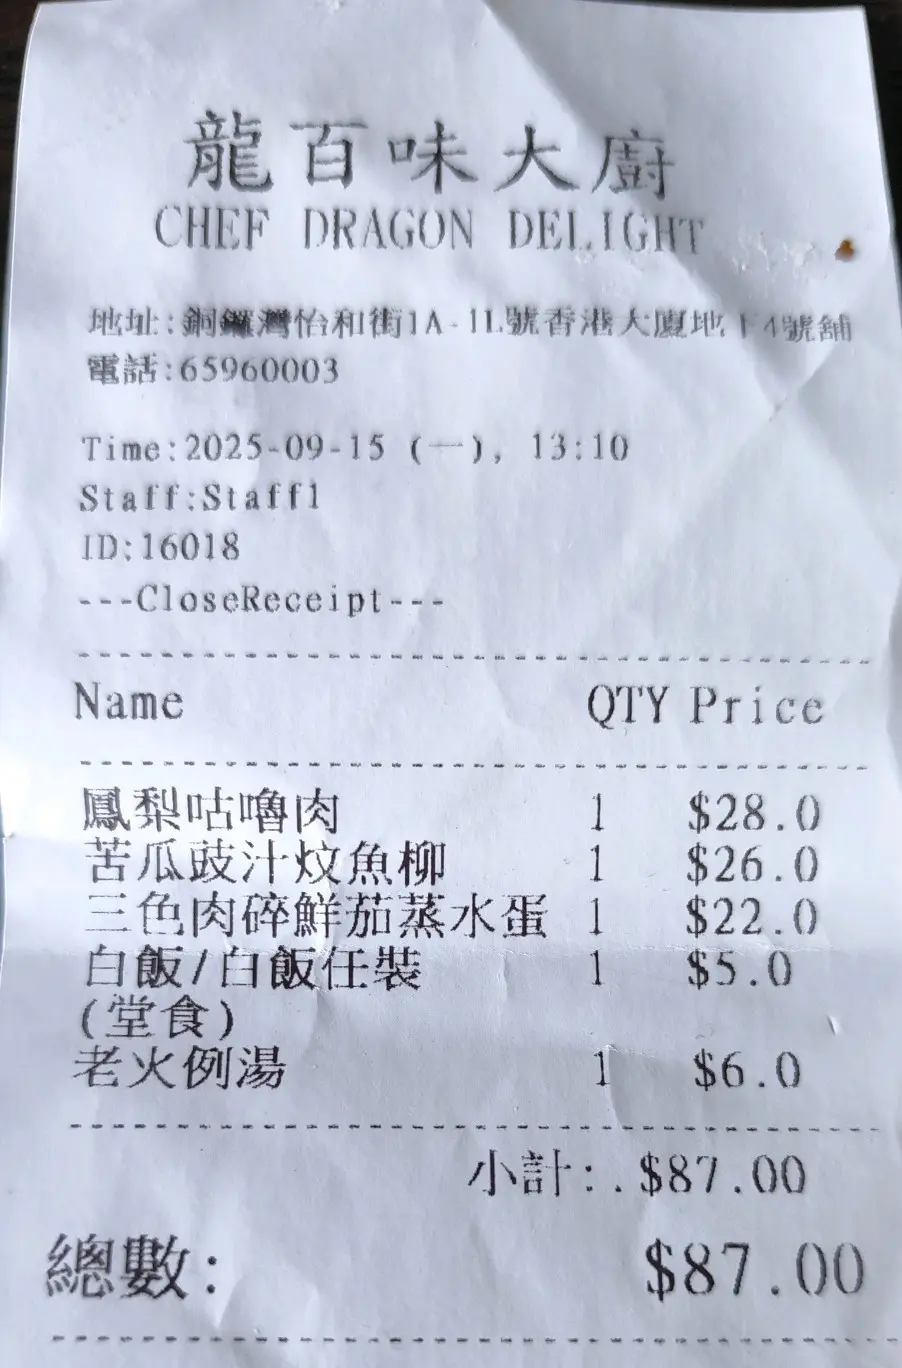 龍百味大廚
CHEF DRAGON DELIGHT
地址:銅鑼灣怡和街1A-1L號香港大廈地下4號舖
電話:65960003
Time:2025-09-15 (一), 13:10
Staff:Staff1
ID:16018
---CloseReceipt---
Name QTY Price
鳳梨咕嚕肉 1 $28.0
苦瓜豉汁炆魚柳 1 $26.0
三色肉碎鮮茄蒸水蛋 1 $22.0
白飯/白飯任裝 1 $5.0
(堂食)
老火例湯 1 $6.0
小計:.$87.00
總數: $87.00